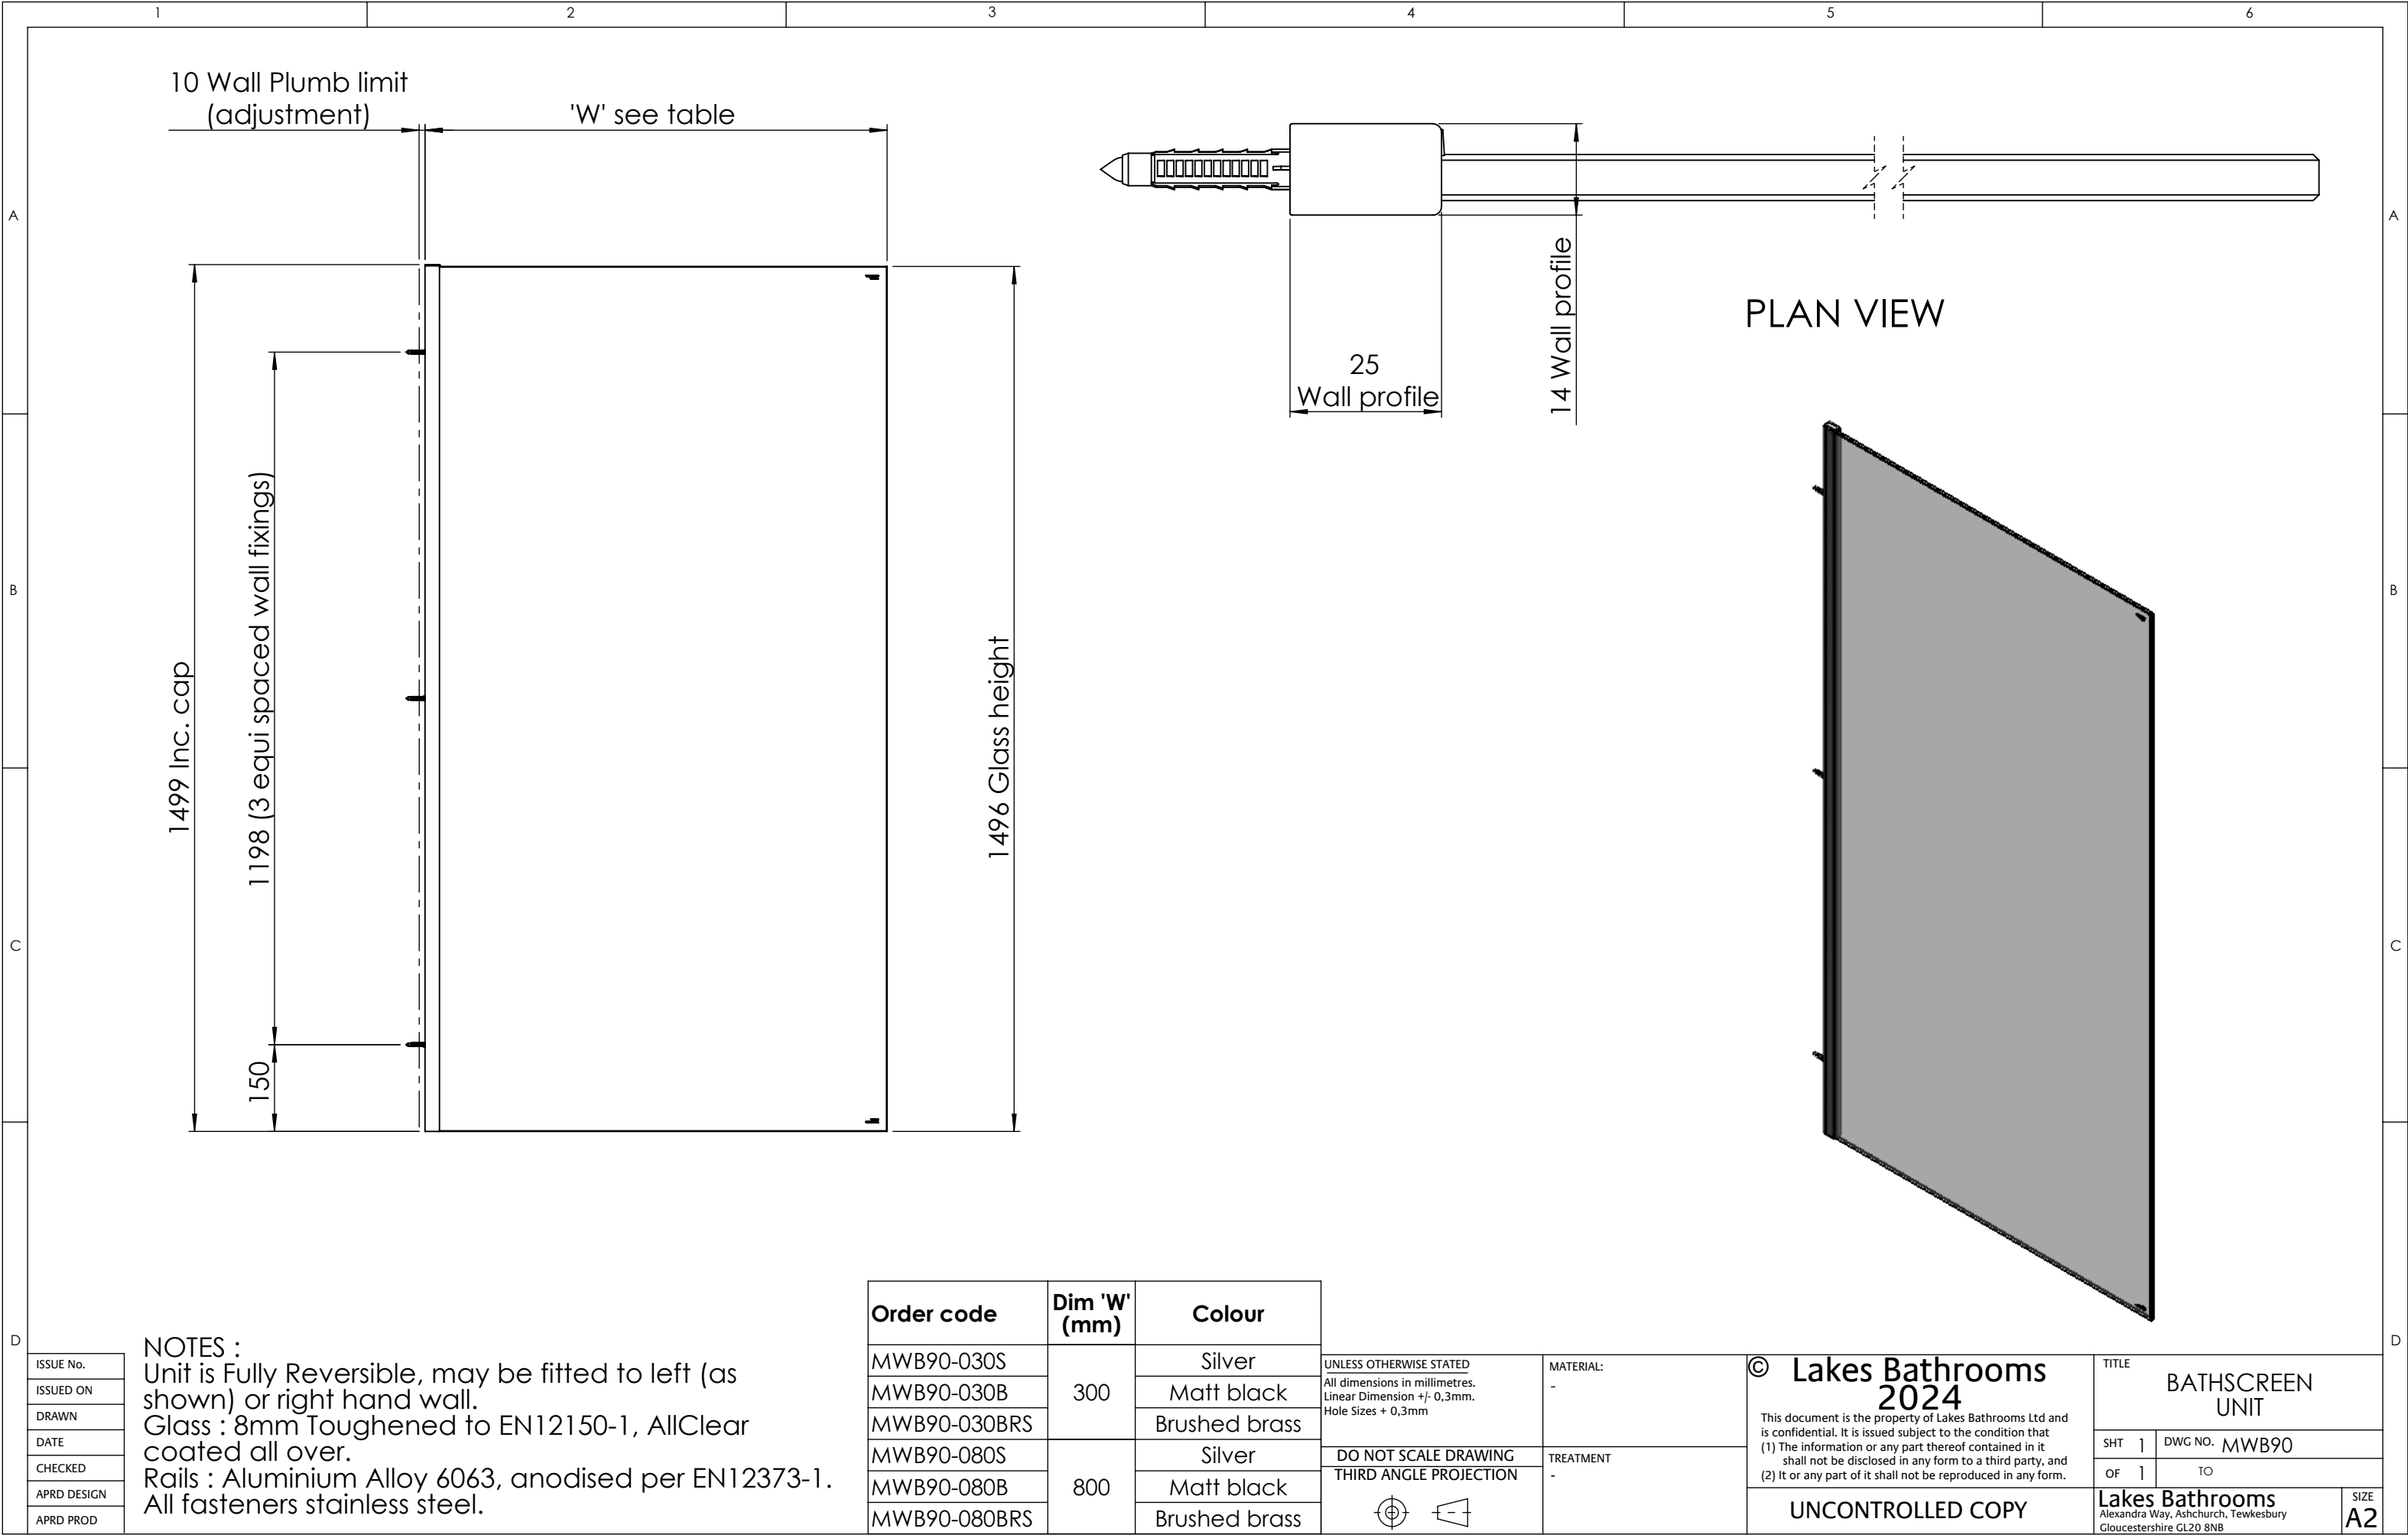 1
2
3
4
5
6
10 Wall Plumb limit
(adjustment)
'W' see table
A
A
PLAN VIEW
25
Wall profile
14 Wall profile
B
B
1499 Inc. cap
1198 (3 equi spaced wall fixings)
150
1496 Glass height
C
C
D
D
NOTES :
Unit is Fully Reversible, may be fitted to left (as
shown) or right hand wall.
Glass : 8mm Toughened to EN12150-1, AllClear
coated all over.
Rails : Aluminium Alloy 6063, anodised per EN12373-1.
All fasteners stainless steel.
ISSUE No.
ISSUED ON
DRAWN
DATE
CHECKED
APRD DESIGN
APRD PROD
Order code Dim 'W' (mm) Colour
MWB90-030S 300 Silver
MWB90-030B Matt black
MWB90-030BRS Brushed brass
MWB90-080S 800 Silver
MWB90-080B Matt black
MWB90-080BRS Brushed brass
UNLESS OTHERWISE STATED
All dimensions in millimetres.
Linear Dimension +/- 0,3mm.
Hole Sizes + 0,3mm
DO NOT SCALE DRAWING
THIRD ANGLE PROJECTION
MATERIAL:
-
TREATMENT
-
© Lakes Bathrooms
2024
This document is the property of Lakes Bathrooms Ltd and
is confidential. It is issued subject to the condition that
(1) The information or any part thereof contained in it
shall not be disclosed in any form to a third party, and
(2) It or any part of it shall not be reproduced in any form.
UNCONTROLLED COPY
TITLE
BATHSCREEN
UNIT
SHT 1 DWG NO. MWB90
OF 1 TO
Lakes Bathrooms
Alexandra Way, Ashchurch, Tewkesbury
Gloucestershire GL20 8NB
SIZE
A2